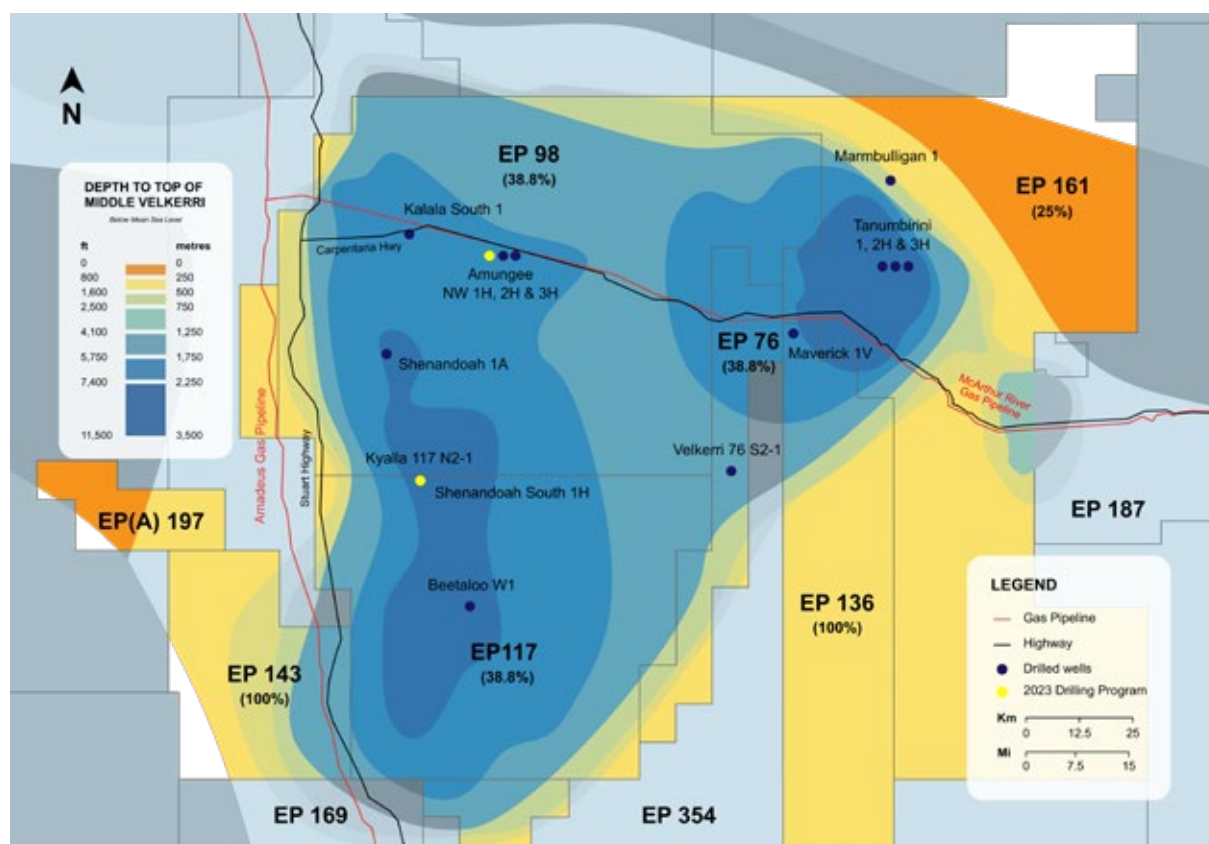 N
DEPTH TO TOP OF
MIDDLE VELKERRI
Below Mean Sea Level
ft metres
0 0
800 250
1,600 500
2,500 750
4,100 1,250
5,750 1,750
7,400 2,250
11,500 3,500
EP 98
(38.8%)
Marmbulligan 1
EP 161
(25%)
Kalala South 1
Carpentaria Hwy
Tanumbirini
1, 2H & 3H
Amungee
NW 1H, 2H & 3H
EP 76
(38.8%)
Maverick 1V
Shenandoah 1A
McArthur River
Gas Pipeline
Amadeus Gas Pipeline
Stuart Highway
Kyalla 117 N2-1
Velkerri 76 S2-1
Shenandoah South 1H
EP(A) 197
EP 187
Beetaloo W1
EP 136
(100%)
EP117
(38.8%)
EP 143
(100%)
EP 169
EP 354
LEGEND
Gas Pipeline
Highway
Drilled wells
2023 Drilling Program
Km
0 12.5 25
Mi
0 7.5 15